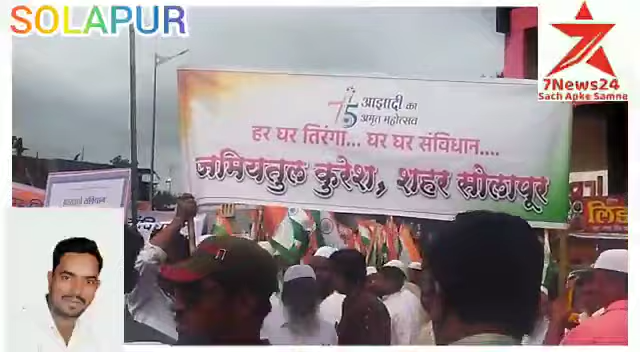 SOLAPUR
7News24
Sach Apke Samne
75 आज़ादी का
अमृत महोत्सव
हर घर तिरंगा... घर घर संविधान....
जमियतुल कुरेश, शहर सोलापूर